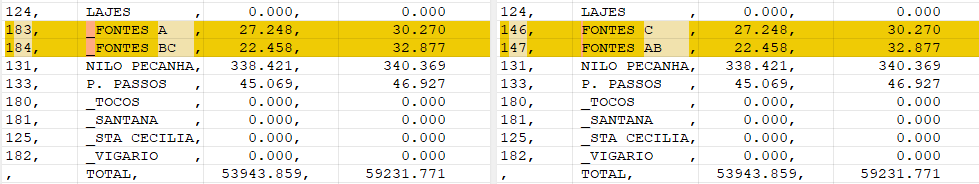 124, LAJES , 0.000, 0.000
183, _FONTES A , 27.248, 30.270
184, _FONTES BC , 22.458, 32.877
131, NILO PECANHA, 338.421, 340.369
133, P. PASSOS , 45.069, 46.927
180, _TOCOS , 0.000, 0.000
181, _SANTANA , 0.000, 0.000
125, _STA CECILIA, 0.000, 0.000
182, _VIGARIO , 0.000, 0.000
, TOTAL, 53943.859, 59231.771
124, LAJES , 0.000, 0.000
146, FONTES C , 27.248, 30.270
147, FONTES AB , 22.458, 32.877
131, NILO PECANHA, 338.421, 340.369
133, P. PASSOS , 45.069, 46.927
180, _TOCOS , 0.000, 0.000
181, _SANTANA , 0.000, 0.000
125, _STA CECILIA, 0.000, 0.000
182, _VIGARIO , 0.000, 0.000
, TOTAL, 53943.859, 59231.771